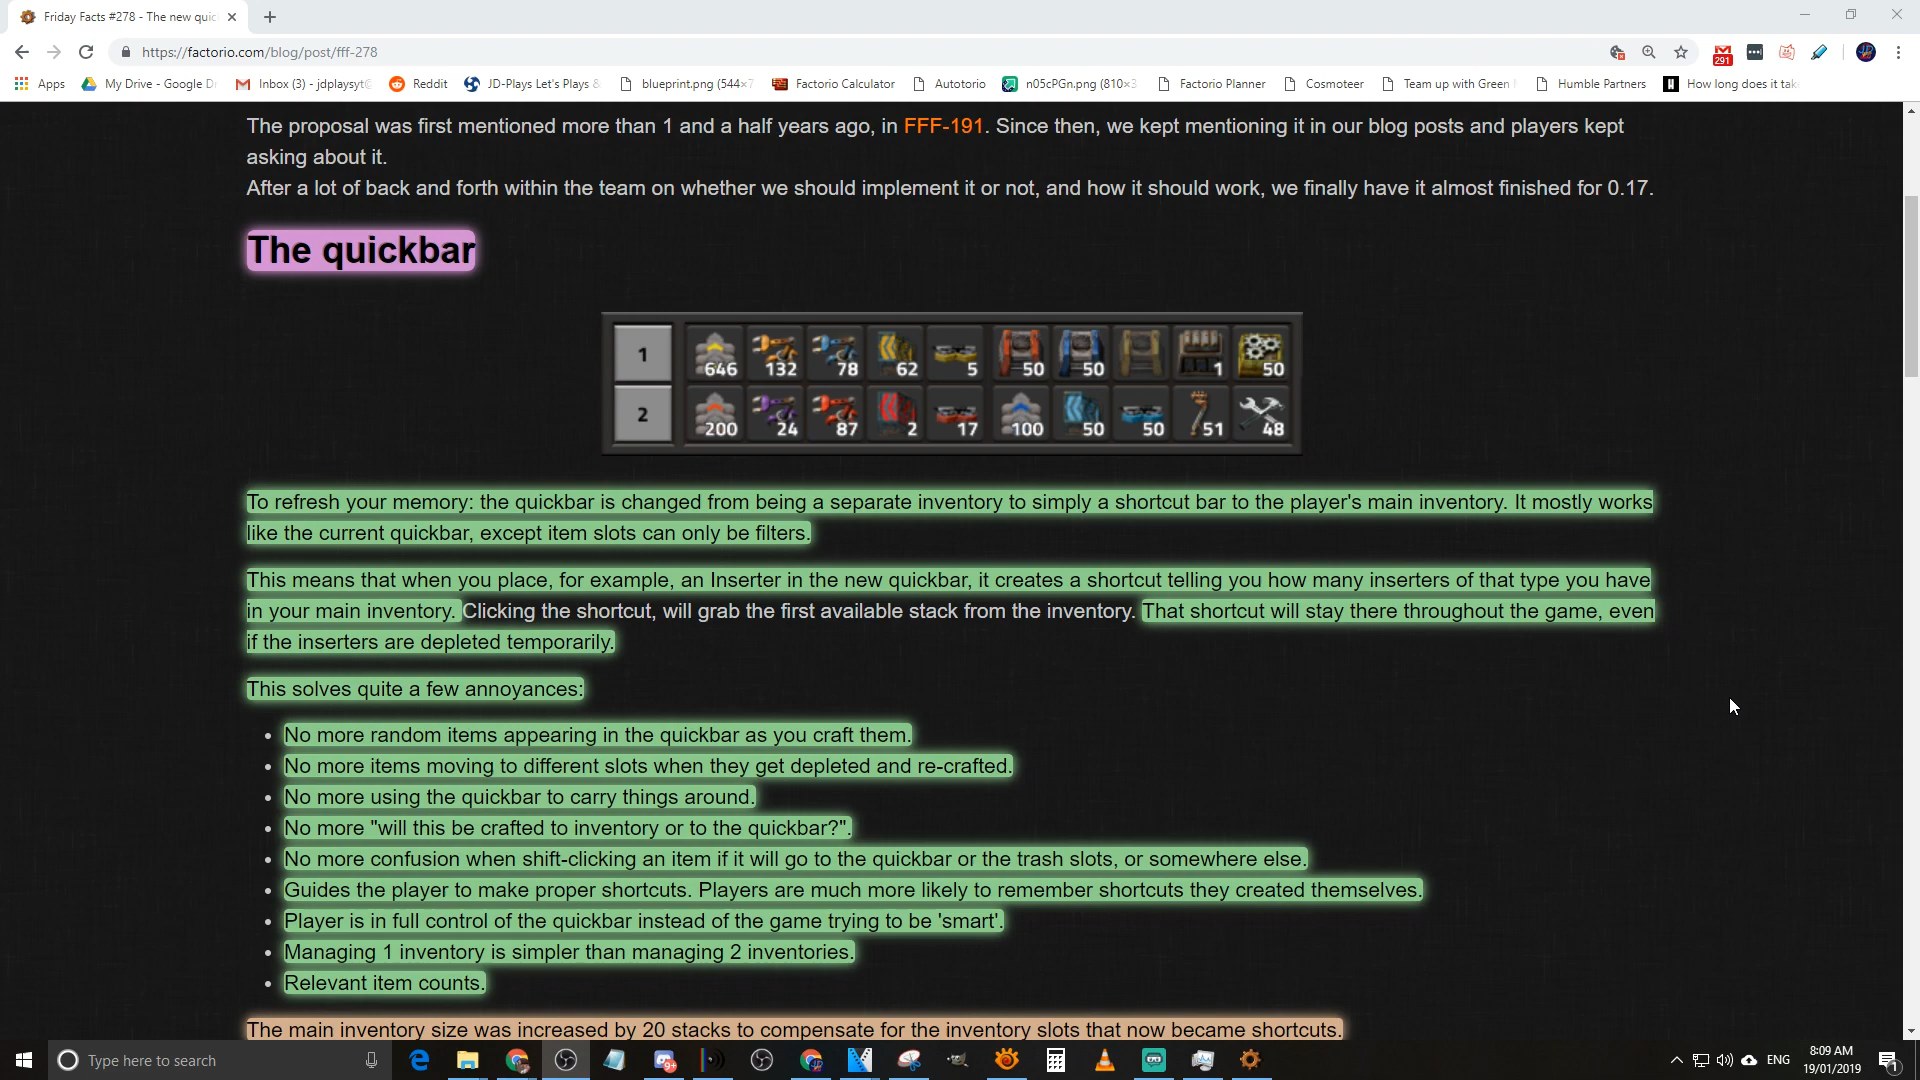 Friday Facts #278 - The new quic
https://factorio.com/blog/post/fff-278
291
Apps
My Drive - Google Dr
Inbox (3) - jdplaysyt@
Reddit
JD-Plays Let's Plays &
blueprint.png (544×7
Factorio Calculator
Autotorio
n05cPGn.png (810×3
Factorio Planner
Cosmoteer
Team up with Green
Humble Partners
How long does it take
The proposal was first mentioned more than 1 and a half years ago, in FFF-191. Since then, we kept mentioning it in our blog posts and players kept
asking about it.
After a lot of back and forth within the team on whether we should implement it or not, and how it should work, we finally have it almost finished for 0.17.
The quickbar
1 646 132 78 62 5 50 50 1 50
2 200 24 87 2 17 100 50 50 51 48
To refresh your memory: the quickbar is changed from being a separate inventory to simply a shortcut bar to the player's main inventory. It mostly works
like the current quickbar, except item slots can only be filters.
This means that when you place, for example, an Inserter in the new quickbar, it creates a shortcut telling you how many inserters of that type you have
in your main inventory. Clicking the shortcut, will grab the first available stack from the inventory. That shortcut will stay there throughout the game, even
if the inserters are depleted temporarily.
This solves quite a few annoyances:
No more random items appearing in the quickbar as you craft them.
No more items moving to different slots when they get depleted and re-crafted.
No more using the quickbar to carry things around.
No more "will this be crafted to inventory or to the quickbar?".
No more confusion when shift-clicking an item if it will go to the quickbar or the trash slots, or somewhere else.
Guides the player to make proper shortcuts. Players are much more likely to remember shortcuts they created themselves.
Player is in full control of the quickbar instead of the game trying to be 'smart'.
Managing 1 inventory is simpler than managing 2 inventories.
Relevant item counts.
The main inventory size was increased by 20 stacks to compensate for the inventory slots that now became shortcuts.
Type here to search
ENG
8:09 AM
19/01/2019